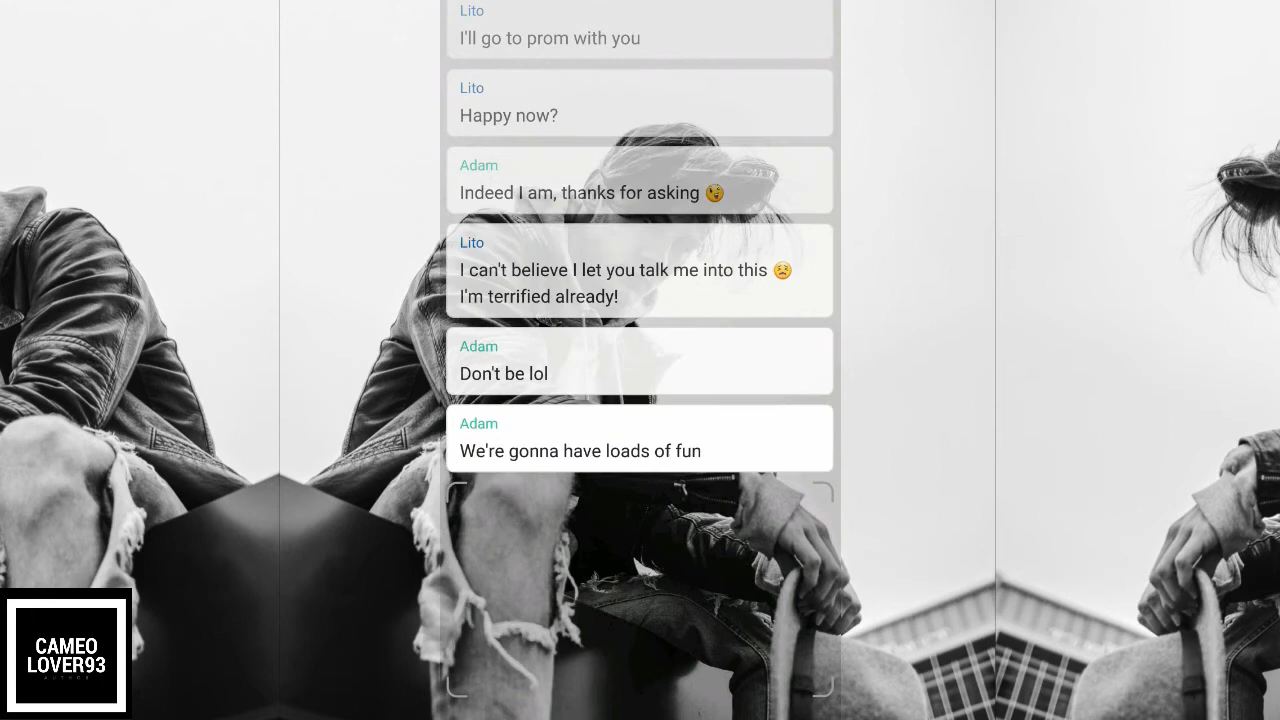 Lito
I'll go to prom with you
Lito
Happy now?
Adam
Indeed I am, thanks for asking 😉
Lito
I can't believe I let you talk me into this 😣
I'm terrified already!
Adam
Don't be lol
Adam
We're gonna have loads of fun
CAMEO
LOVER93
AUTHOR